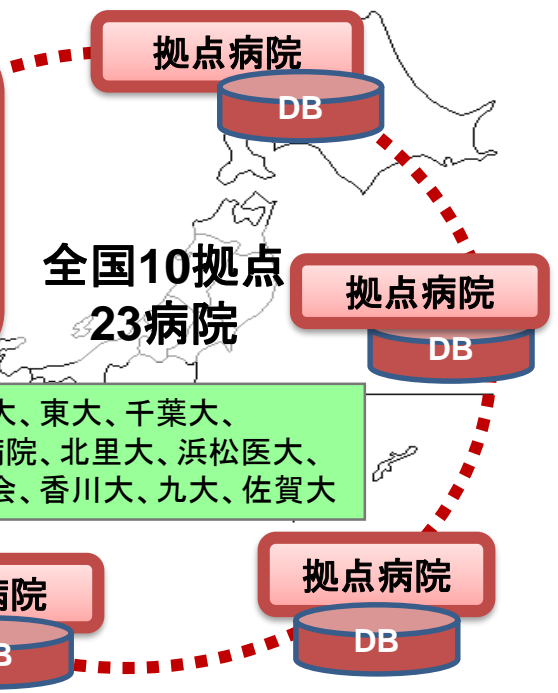 拠点病院
DB
全国10拠点
23病院
拠点病院
DB
大、東大、千葉大、
病院、北里大、浜松医大、
会、香川大、九大、佐賀大
拠点病院
DB
病院
B